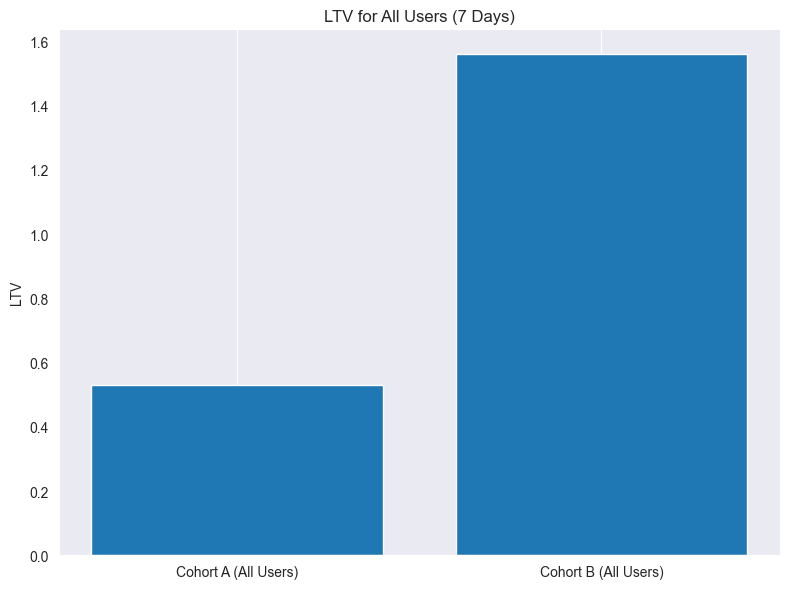 LTV for All Users (7 Days)
1.6
1.4
1.2
1.0
0.8
0.6
0.4
0.2
0.0
LTV
Cohort A (All Users)
Cohort B (All Users)